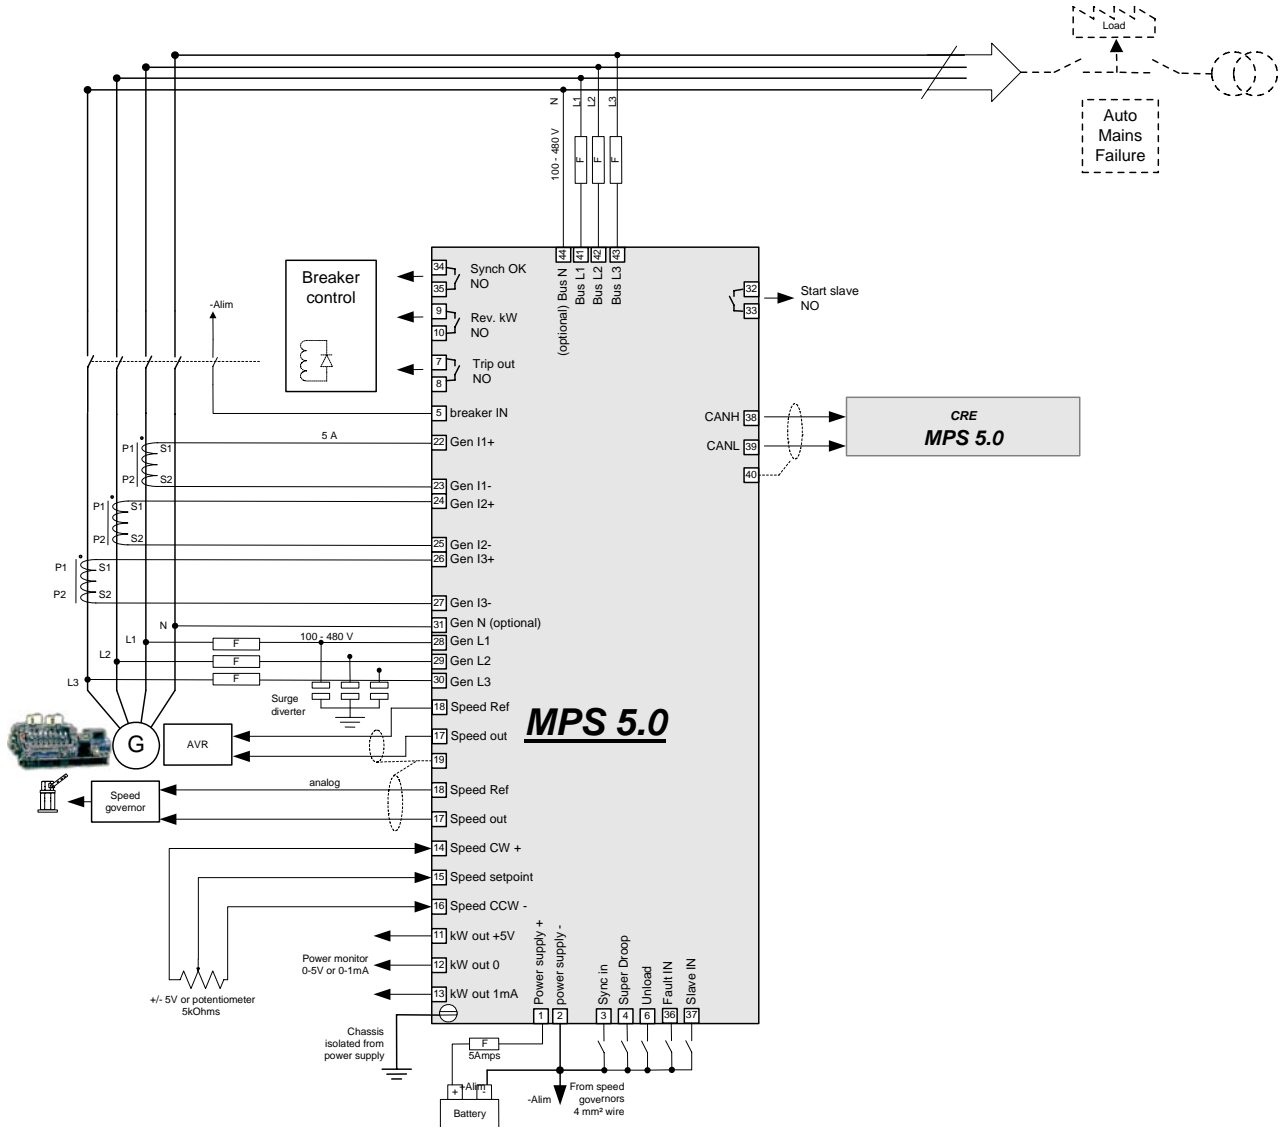 Load
Auto
Mains
Failure
N
L1
L2
L3
100 - 480 V
F
F
F
44
41
42
43
(optional) Bus N
Bus L1
Bus L2
Bus L3
Breaker
control
-Alim
34
Synch OK
35
NO
9
Rev. kW
10
NO
7
Trip out
8
NO
5
breaker IN
32
Start slave
33
NO
CANH
38
CANL
39
40
CRE
MPS 5.0
5 A
22
Gen I1+
P1
S1
P2
S2
23
Gen I1-
24
Gen I2+
P1
S1
P2
S2
25
Gen I2-
26
Gen I3+
P1
S1
P2
S2
27
Gen I3-
N
31
Gen N (optional)
L1
F
100 - 480 V
28
Gen L1
L2
F
29
Gen L2
L3
F
30
Gen L3
Surge
diverter
18
Speed Ref
17
Speed out
19
MPS 5.0
G
AVR
Speed
governor
analog
18
Speed Ref
17
Speed out
14
Speed CW +
15
Speed setpoint
16
Speed CCW -
11
kW out +5V
12
kW out 0
13
kW out 1mA
Power monitor
0-5V or 0-1mA
+/- 5V or potentiometer
5kOhms
Chassis
isolated from
power supply
Power supply +
power supply -
Sync in
Super Droop
Unload
Fault IN
Slave IN
1
2
3
4
6
36
37
F
5Amps
+
+Alim
-
Battery
-Alim
From speed
governors
4 mm² wire